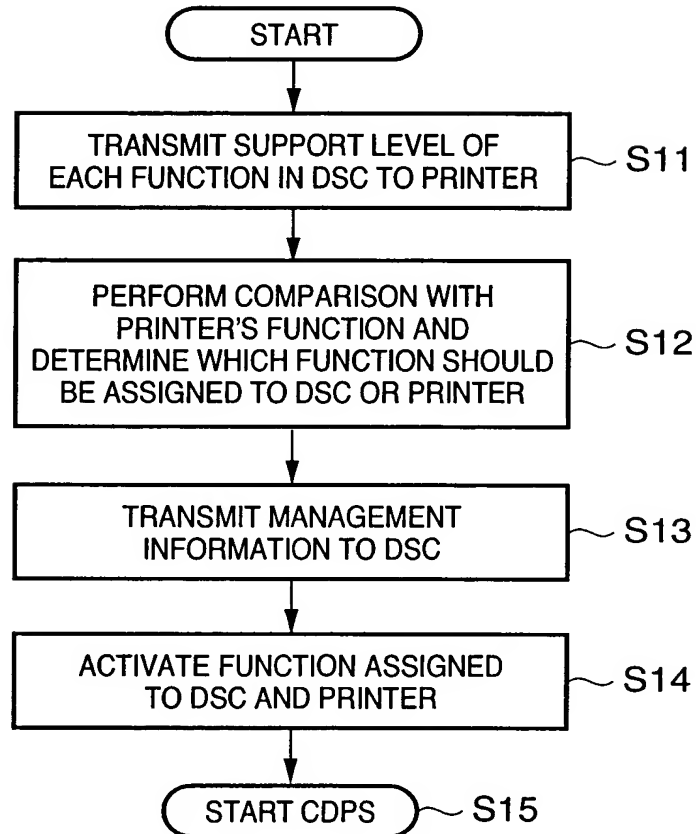 START
TRANSMIT SUPPORT LEVEL OF
EACH FUNCTION IN DSC TO PRINTER
S11
PERFORM COMPARISON WITH
PRINTER'S FUNCTION AND
DETERMINE WHICH FUNCTION SHOULD
BE ASSIGNED TO DSC OR PRINTER
S12
TRANSMIT MANAGEMENT
INFORMATION TO DSC
S13
ACTIVATE FUNCTION ASSIGNED
TO DSC AND PRINTER
S14
START CDPS
S15